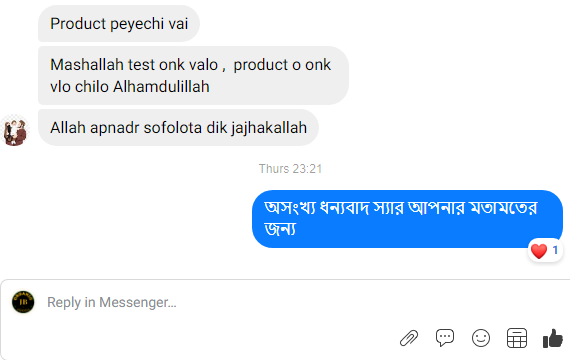 Product peyechi vai
Mashallah test onk valo , product o onk
vlo chilo Alhamdulillah
Allah apnadr sofolota dik jajhakallah
Thurs 23:21
অসংখ্য ধন্যবাদ স্যার আপনার মতামতের
জন্য
1
Reply in Messenger...